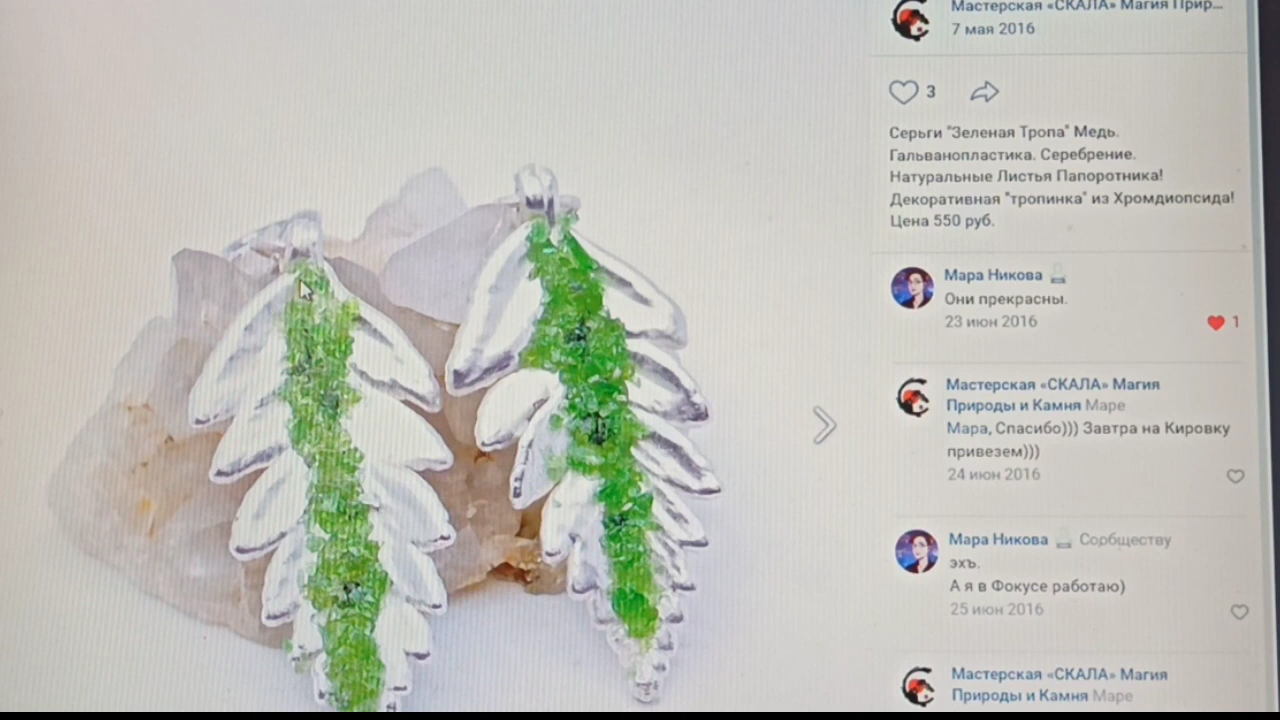 Мастерская «СКАЛА» Магия Прир...
7 мая 2016
3
Серьги "Зеленая Тропа" Медь.
Гальванопластика. Серебрение.
Натуральные Листья Папоротника!
Декоративная "тропинка" из Хромдиопсида!
Цена 550 руб.
Мара Никова
Они прекрасны.
23 июн 2016
1
Мастерская «СКАЛА» Магия
Природы и Камня Маре
Мара, Спасибо))) Завтра на Кировку
привезем)))
24 июн 2016
Мара Никова Сообществу
эхъ.
А я в Фокусе работаю)
25 июн 2016
Мастерская «СКАЛА» Магия
Природы и Камня Маре